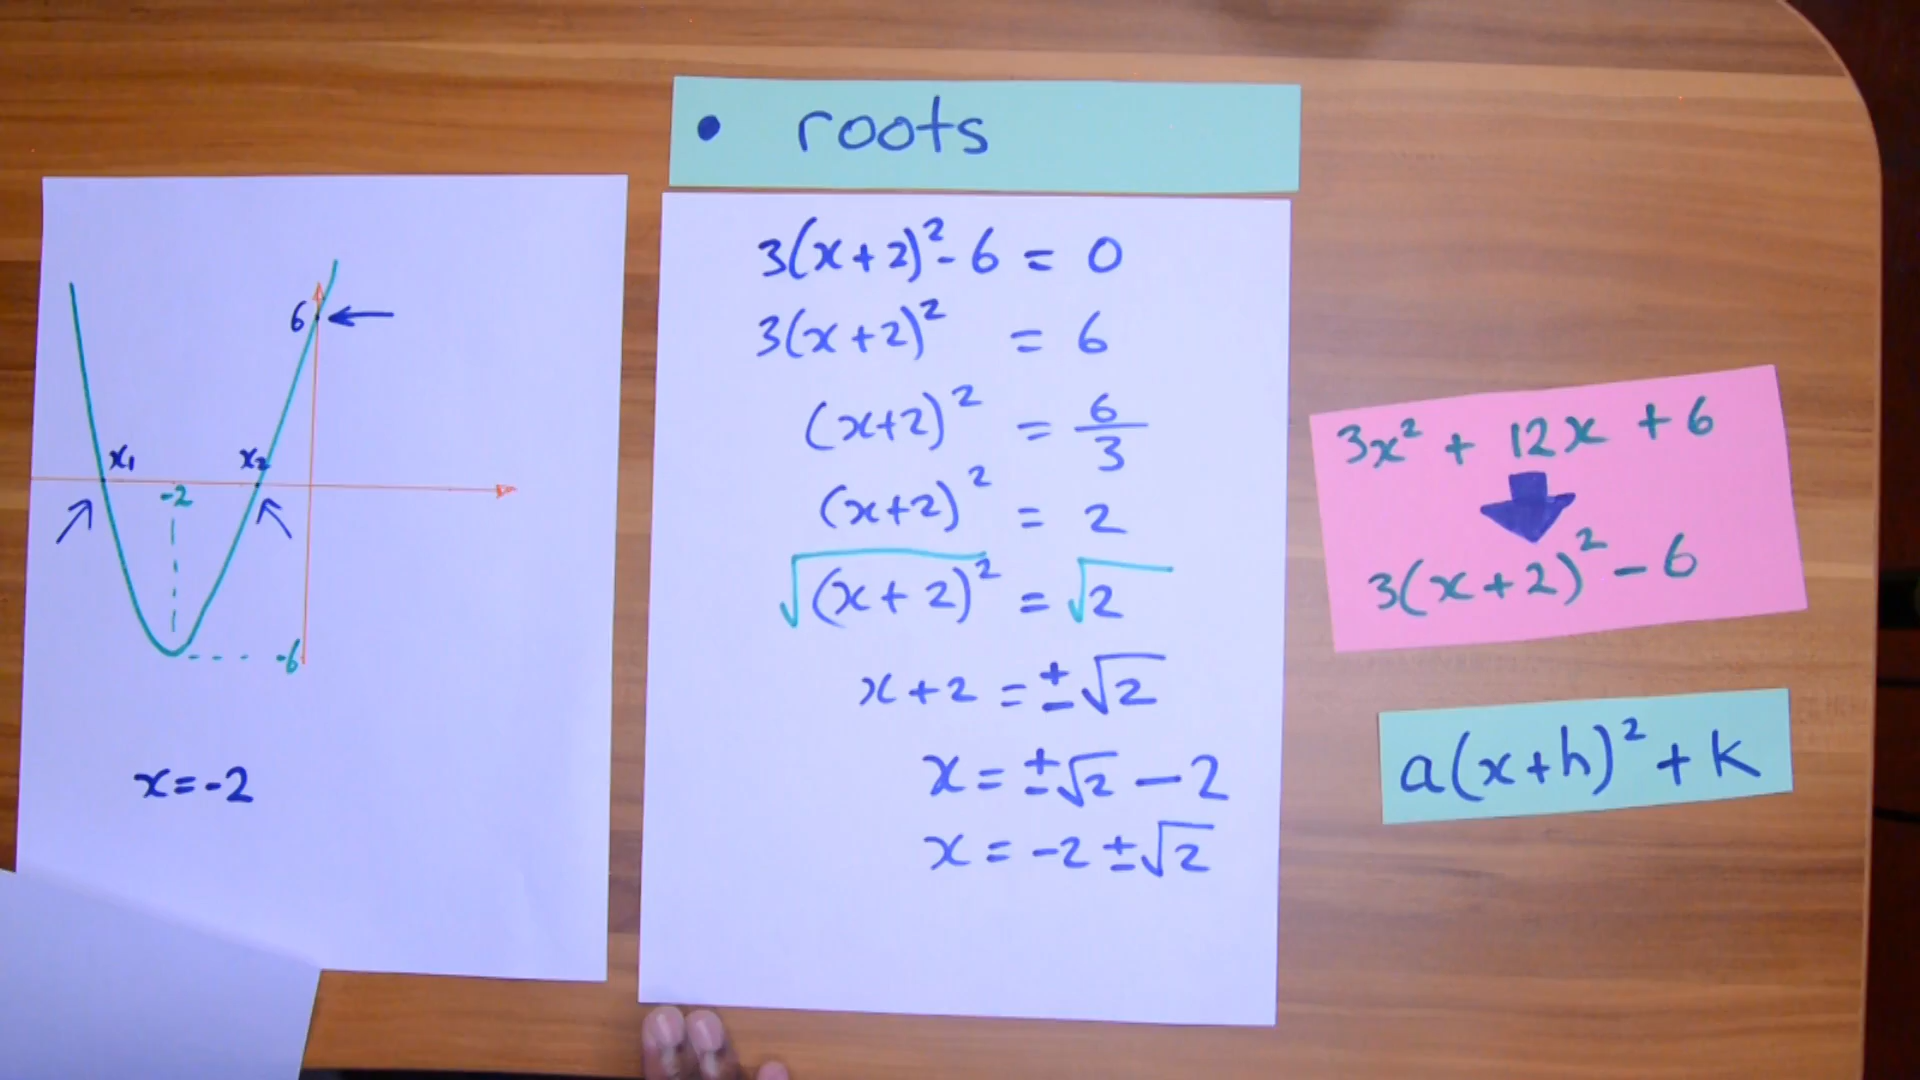 • roots
6
x₁
x₂
-2
-6
x=-2
3(x+2)²-6 = 0
3(x+2)² = 6
(x+2)² = 6/3
(x+2)² = 2
√(x+2)² = √2
x+2 = ±√2
x = ±√2 - 2
x = -2 ± √2
3x² + 12x + 6
3(x+2)² - 6
a(x+h)² + k